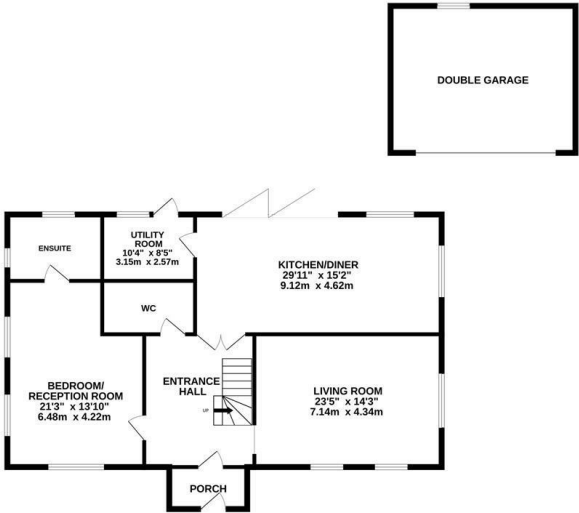 DOUBLE GARAGE
ENSUITE
UTILITY
ROOM
10'4" x 8'5"
3.15m x 2.57m
KITCHEN/DINER
29'11" x 15'2"
9.12m x 4.62m
WC
BEDROOM/
RECEPTION ROOM
21'3" x 13'10"
6.48m x 4.22m
ENTRANCE
HALL
UP
LIVING ROOM
23'5" x 14'3"
7.14m x 4.34m
PORCH